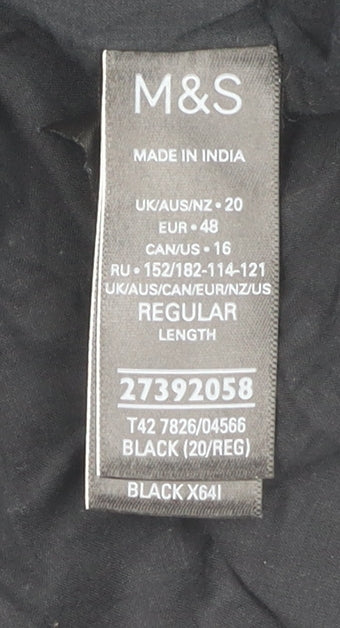 M&S
MADE IN INDIA
UK/AUS/NZ • 20
EUR • 48
CAN/US • 16
RU • 152/182-114-121
UK/AUS/CAN/EUR/NZ/US
REGULAR
LENGTH
27392058
T42 7826/04566
BLACK (20/REG)
BLACK X64I